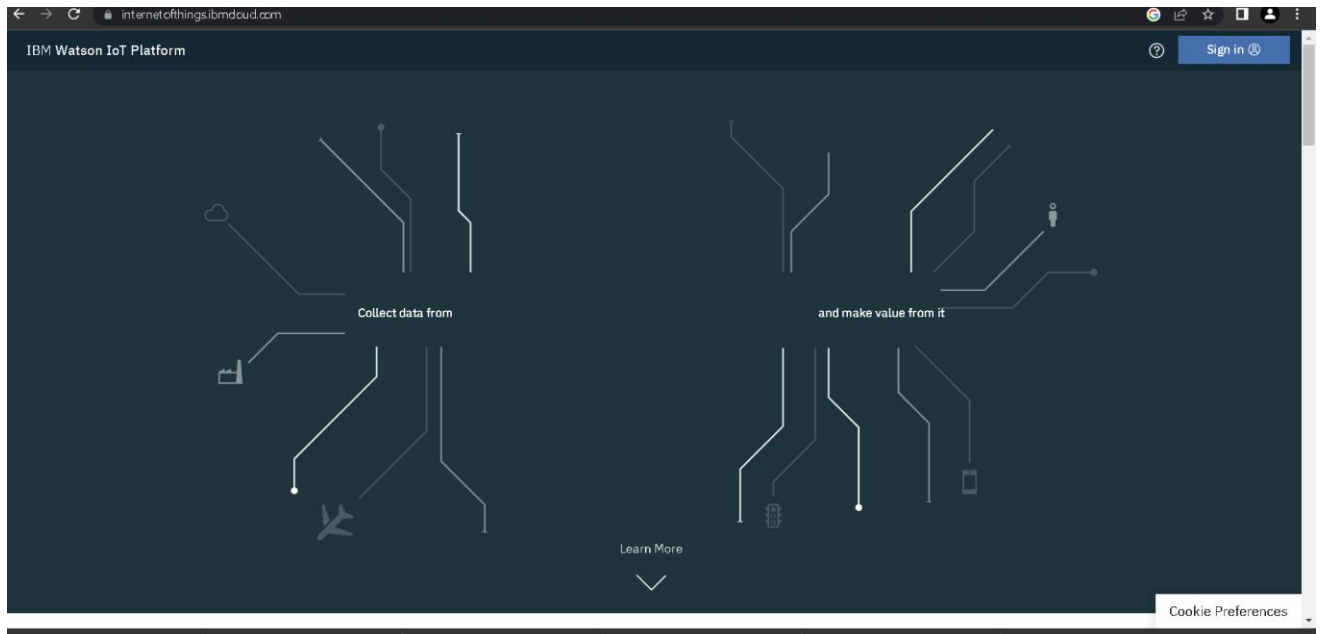 internetofthings.ibmcloud.com
IBM Watson IoT Platform
Sign in
Collect data from
and make value from it
Learn More
Cookie Preferences